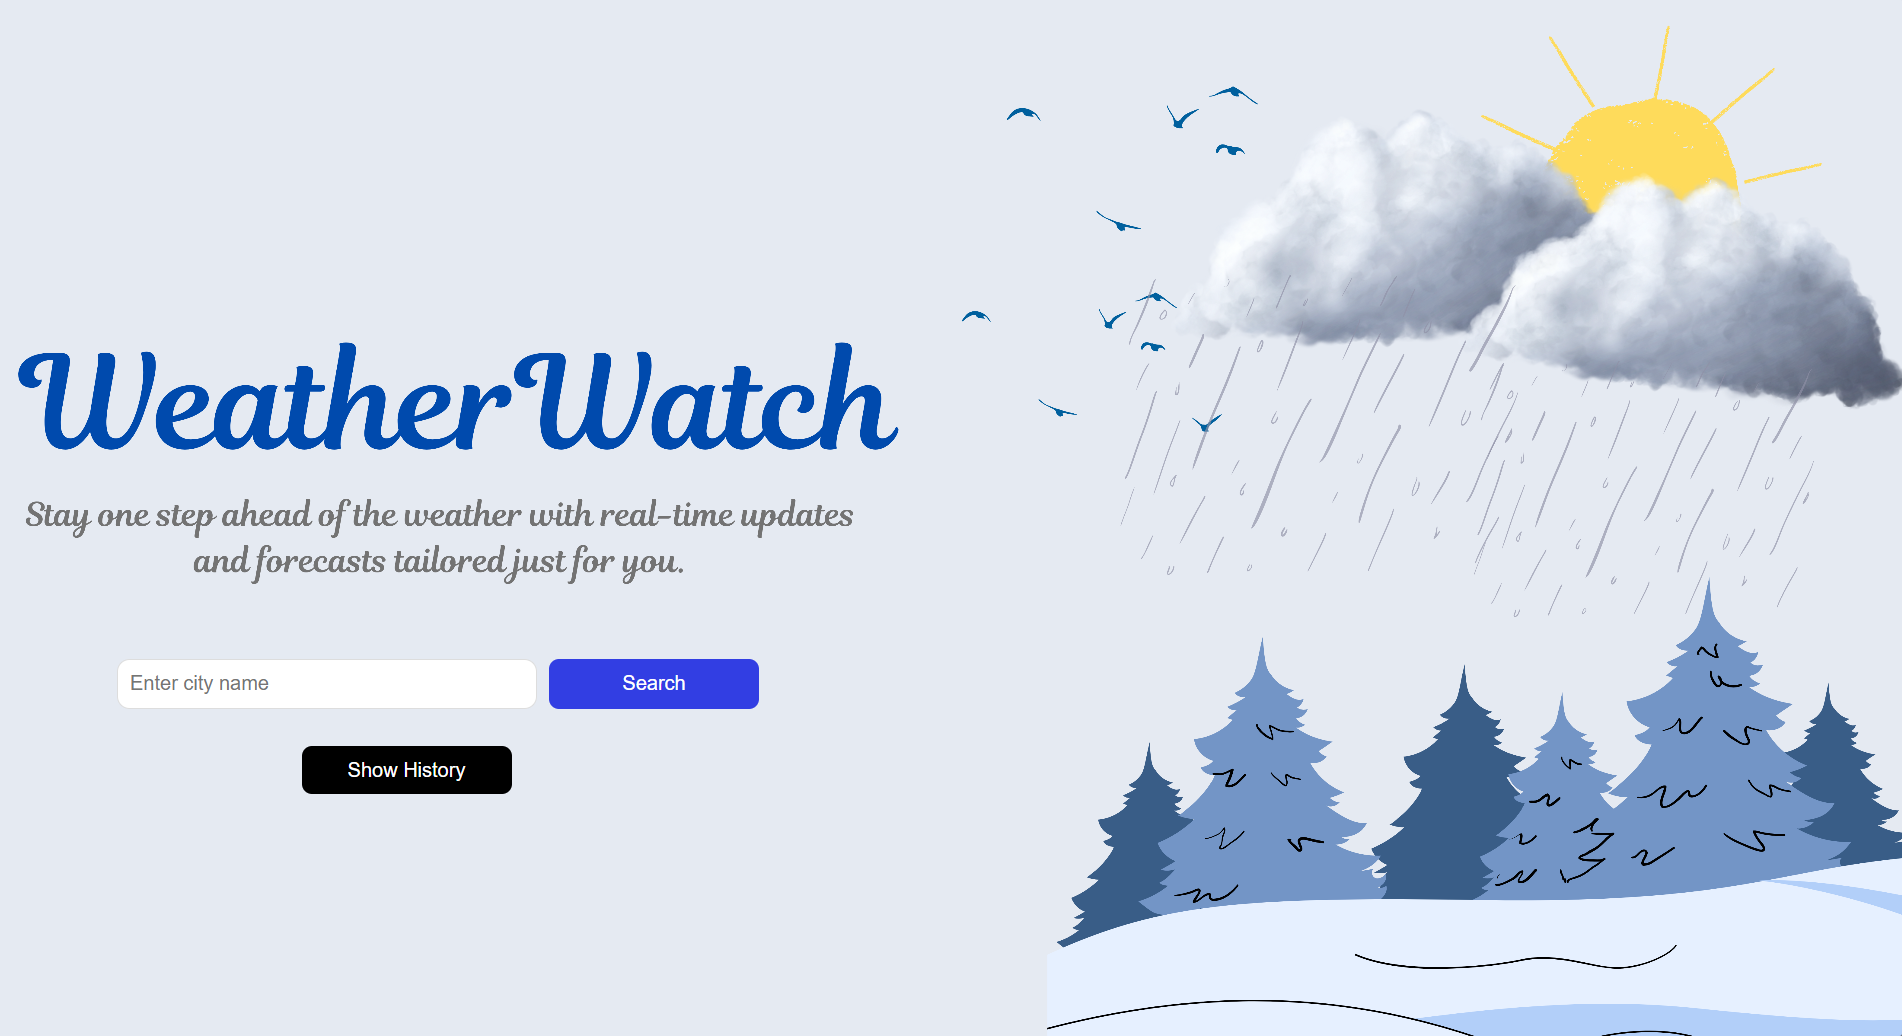 WeatherWatch
Stay one step ahead of the weather with real-time updates
and forecasts tailored just for you.
Enter city name
Search
Show History